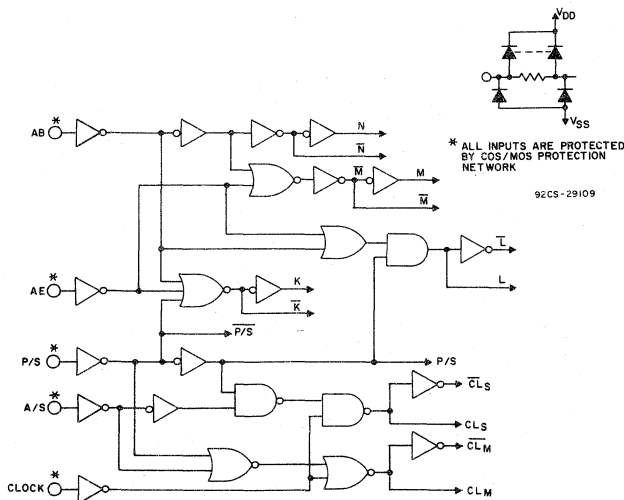 VDD
VSS
* ALL INPUTS ARE PROTECTED
BY COS/MOS PROTECTION
NETWORK
92CS-29109
AB *
N
N̅
M̅
M
M̅
L̅
L
AE *
K
K̅
P̅/̅S̅
P/S *
P/S
A/S *
C̅L̅S
CLS
C̅L̅M
CLM
CLOCK *